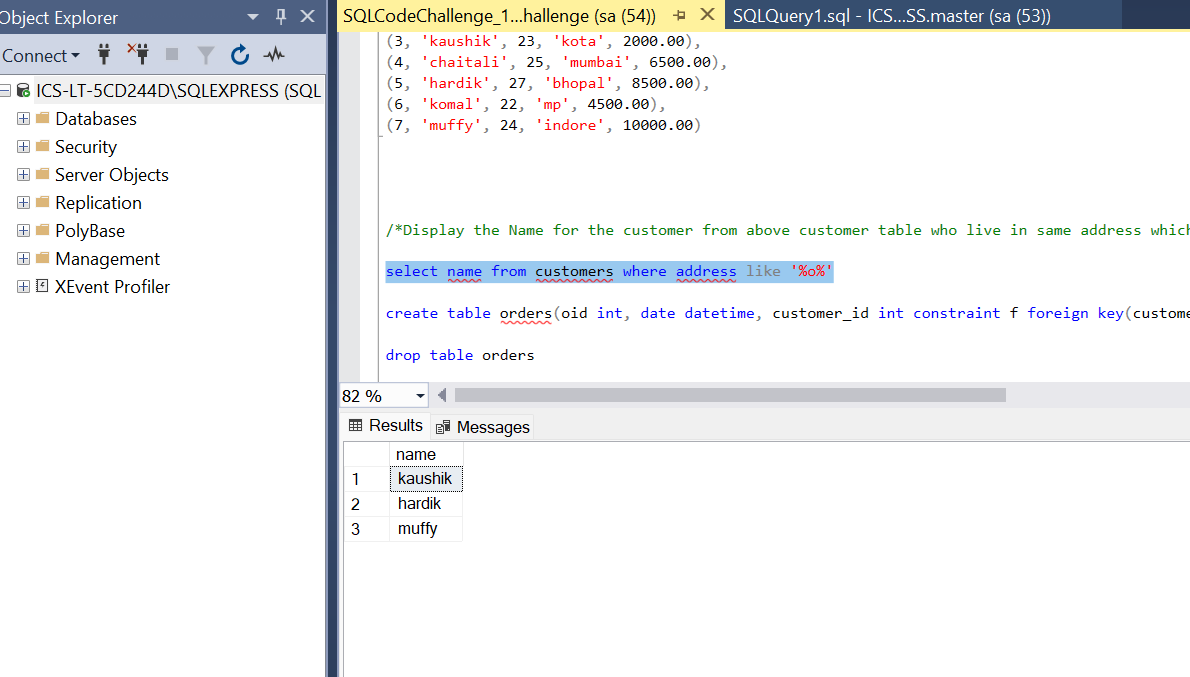 Object Explorer
Connect
ICS-LT-5CD244D\SQLEXPRESS (SQL
Databases
Security
Server Objects
Replication
PolyBase
Management
XEvent Profiler
SQLCodeChallenge_1...hallenge (sa (54))
SQLQuery1.sql - ICS...SS.master (sa (53))
(3, 'kaushik', 23, 'kota', 2000.00),
(4, 'chaitali', 25, 'mumbai', 6500.00),
(5, 'hardik', 27, 'bhopal', 8500.00),
(6, 'komal', 22, 'mp', 4500.00),
(7, 'muffy', 24, 'indore', 10000.00)
/*Display the Name for the customer from above customer table who live in same address which
select name from customers where address like '%o%'
create table orders(oid int, date datetime, customer_id int constraint f foreign key(custome
drop table orders
82 %
Results
Messages
name
1 kaushik
2 hardik
3 muffy